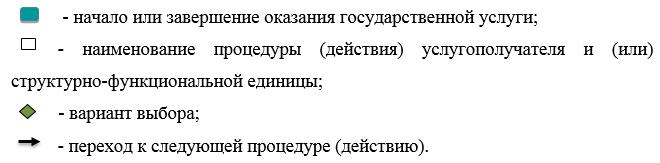 - начало или завершение оказания государственной услуги;
- наименование процедуры (действия) услугополучателя и (или)
структурно-функциональной единицы;
- вариант выбора;
- переход к следующей процедуре (действию).